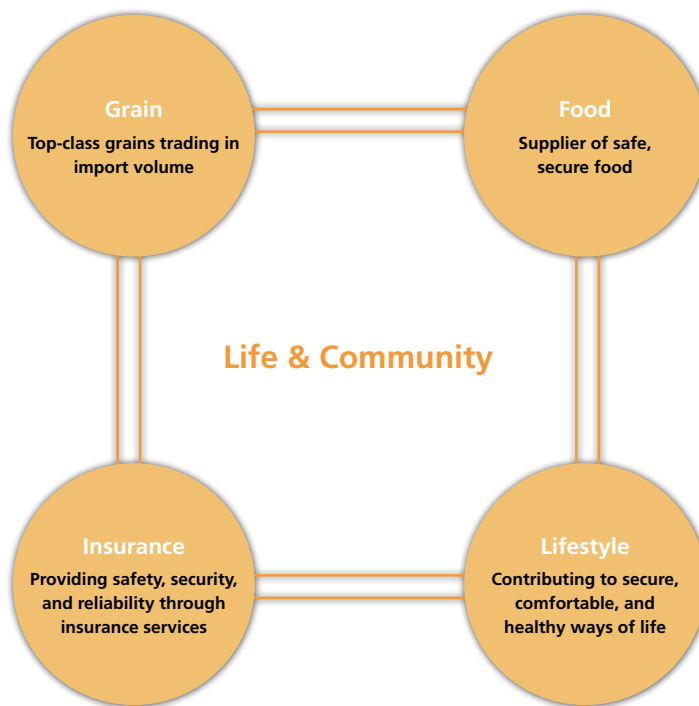 Grain
Top-class grains trading in
import volume
Food
Supplier of safe,
secure food
Life & Community
Insurance
Providing safety, security,
and reliability through
insurance services
Lifestyle
Contributing to secure,
comfortable, and
healthy ways of life